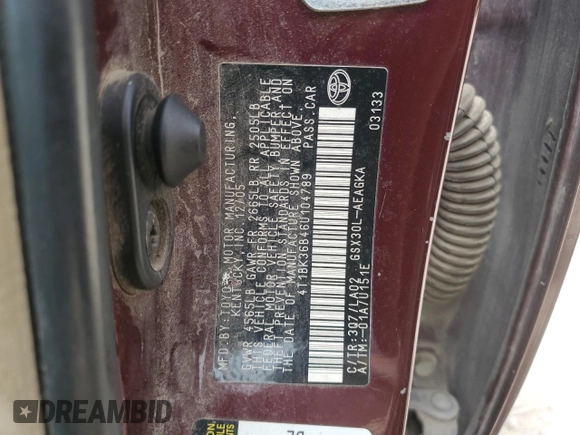 MFD.BY:TOYOTA MOTOR MANUFACTURING,
KENTUCKY, INC. 12/05
GVWR 4565LB GAWR FR 2665LB RR 2505LB
THIS VEHICLE CONFORMS TO ALL APPLICABLE
FEDERAL MOTOR VEHICLE SAFETY, BUMPER AND
THEFT PREVENTION STANDARDS IN EFFECT ON
THE DATE OF MANUFACTURE SHOWN ABOVE.
4T1BK36B46U104789 PASS.CAR
GSX30L-AEAGKA
C/TR:3Q7/LA02
A/TM:-01A/U151E
03133
DREAMBID